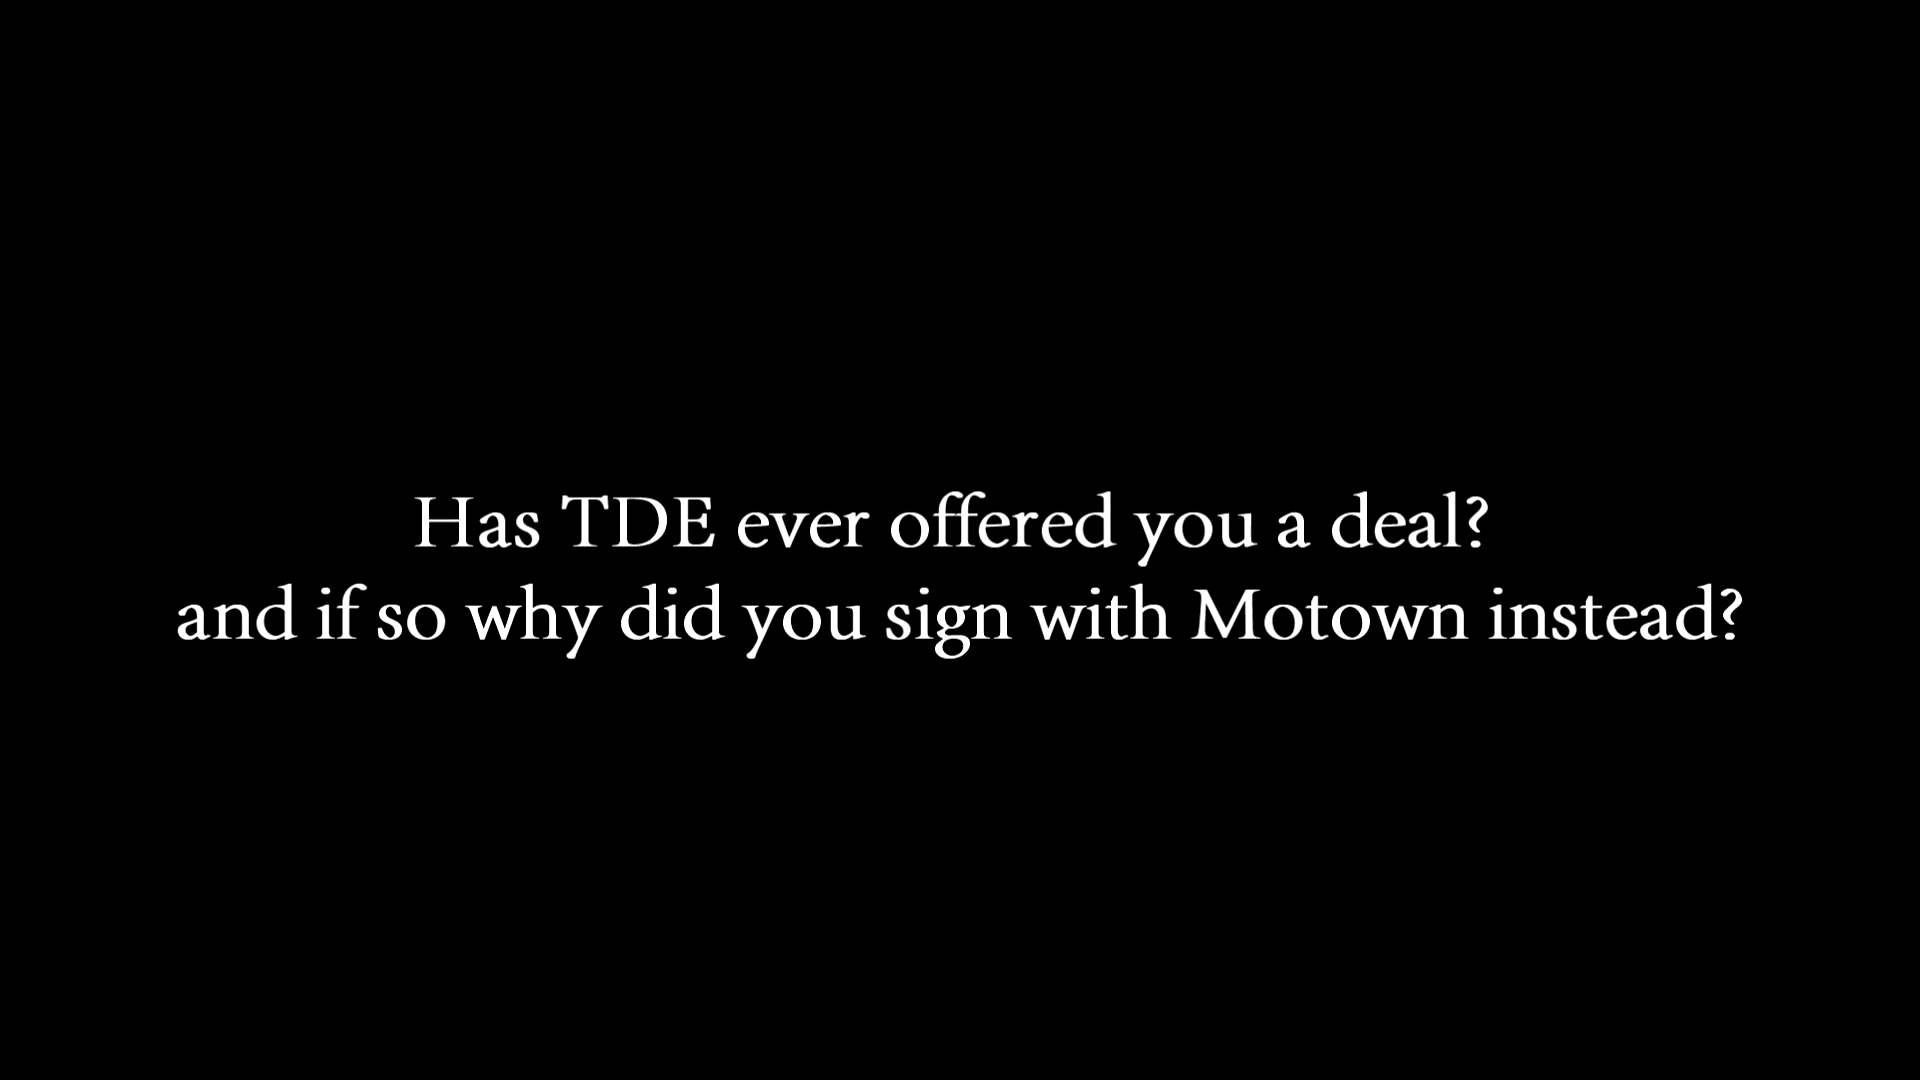 Has TDE ever offered you a deal?
and if so why did you sign with Motown instead?